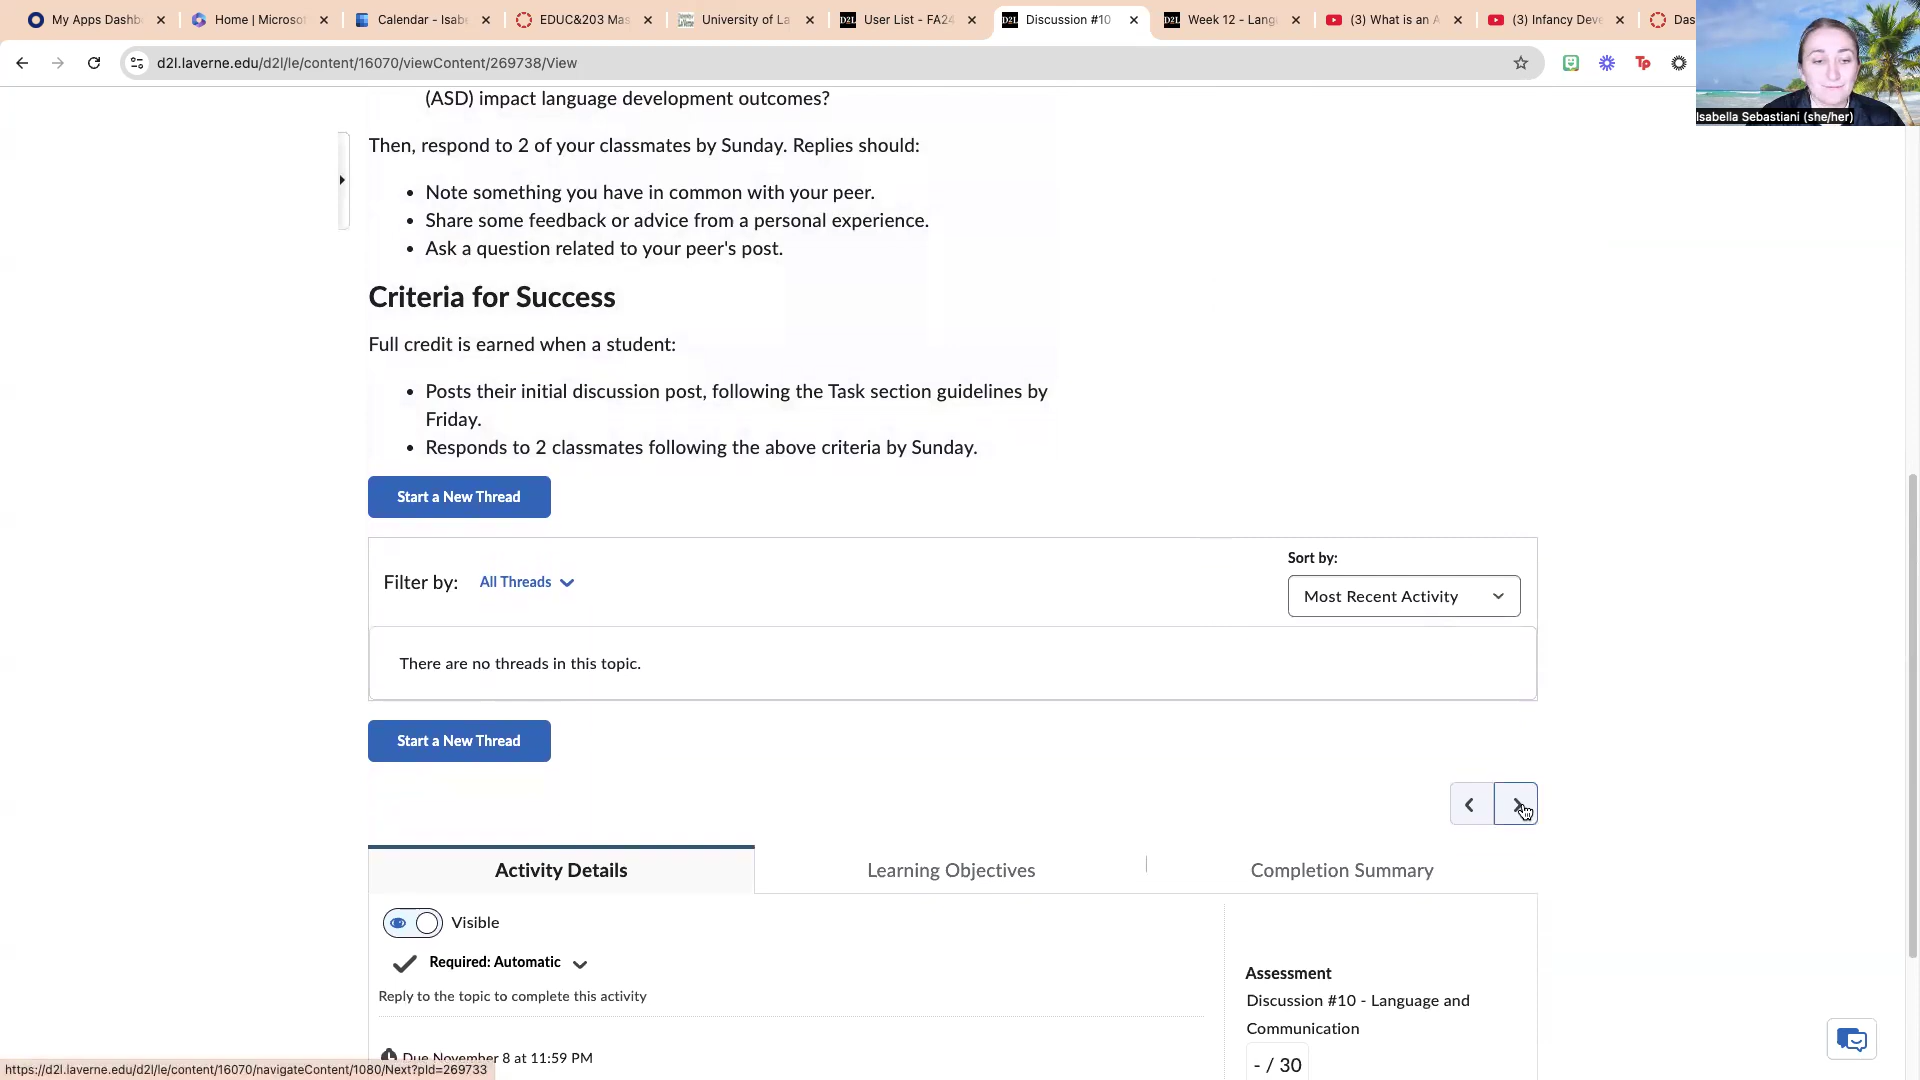 My Apps Dashb
Home | Microsof
Calendar - Isabe
EDUC&203 Mas
University of La
User List - FA24
Discussion #10
Week 12 - Lang
(3) What is an A
(3) Infancy Deve
Das
d2l.laverne.edu/d2l/le/content/16070/viewContent/269738/View
Isabella Sebastiani (she/her)
(ASD) impact language development outcomes?
Then, respond to 2 of your classmates by Sunday. Replies should:
• Note something you have in common with your peer.
• Share some feedback or advice from a personal experience.
• Ask a question related to your peer's post.
Criteria for Success
Full credit is earned when a student:
• Posts their initial discussion post, following the Task section guidelines by
Friday.
• Responds to 2 classmates following the above criteria by Sunday.
Start a New Thread
Sort by:
Filter by: All Threads
Most Recent Activity
There are no threads in this topic.
Start a New Thread
Activity Details
Learning Objectives
Completion Summary
Visible
Required: Automatic
Reply to the topic to complete this activity
Due November 8 at 11:59 PM
Assessment
Discussion #10 - Language and
Communication
- / 30
https://d2l.laverne.edu/d2l/le/content/16070/navigateContent/1080/Next?pId=269733